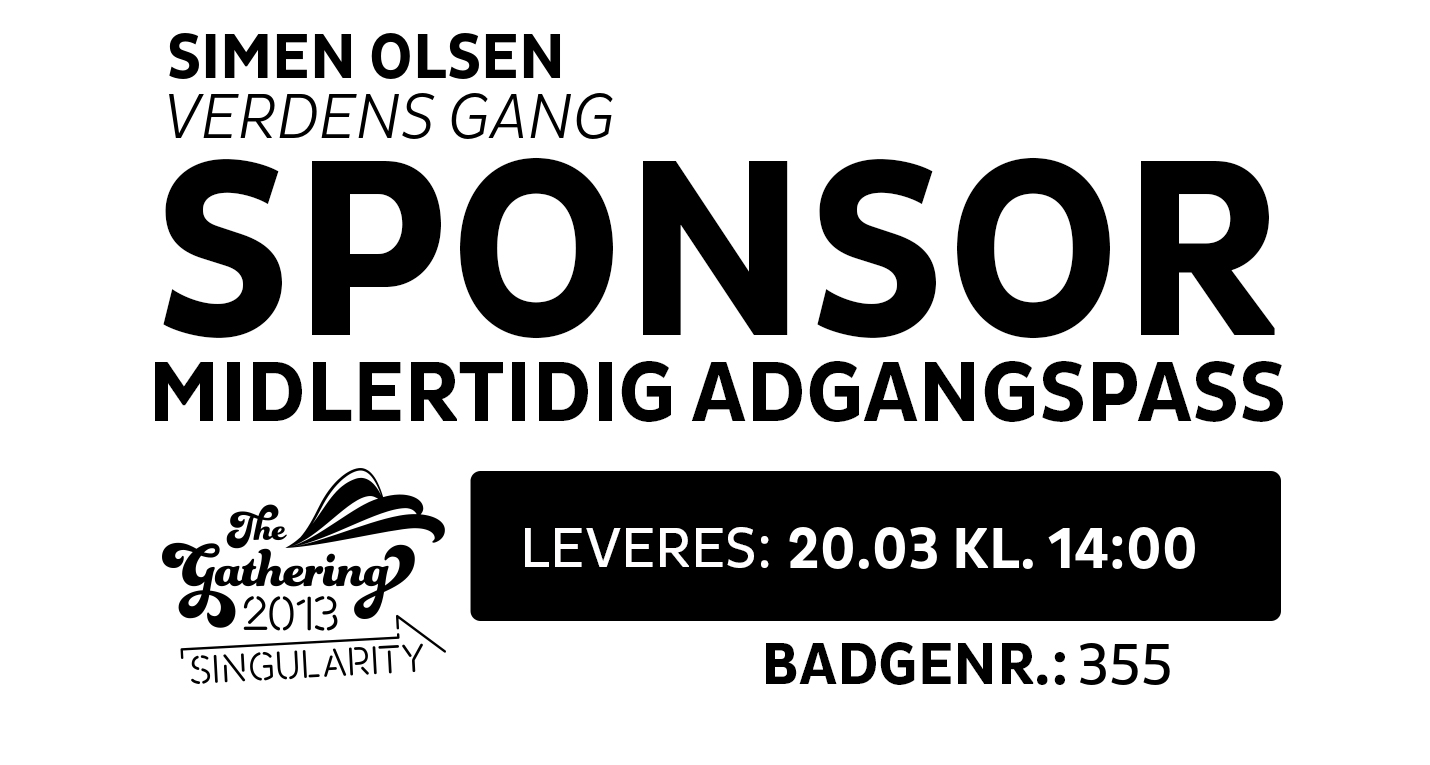 SIMEN OLSEN
VERDENS GANG
SPONSOR
MIDLERTIDIG ADGANGSPASS
The
Gathering
2013
SINGULARITY
LEVERES: 20.03 KL. 14:00
BADGENR.: 355